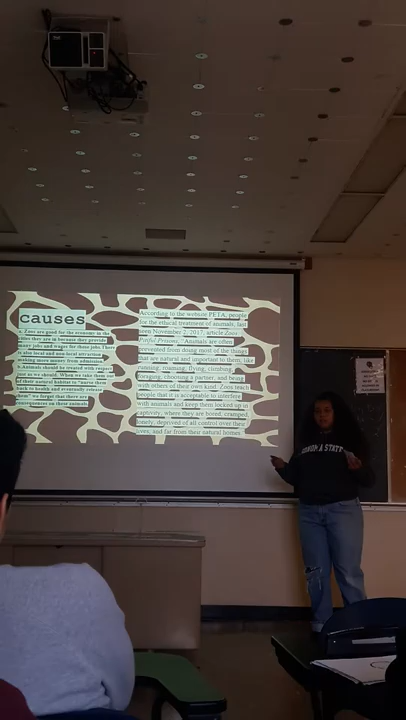 causes
a. Zoos are good for the economy in the
cities they are in because they provide
many jobs and wages for those jobs. They
is also local and non-local attraction
making more money from admission
b. Animals should be treated with respect
just as we should. When we take them out
of their natural habitats to "nurse them
back to health and eventually
them" we forget that there are
on these animals
According to the website PETA, people
for the ethical treatment of animals, last
seen November 2, 2017, article Zoos:
Pitiful Prisons, "Animals are often
prevented from doing most of the things
that are natural and important to them, like
running, roaming, flying, climbing,
foraging, choosing a partner, and being
with others of their own kind. Zoos teach
people that it is acceptable to interfere
with animals and keep them locked up in
captivity, where they are bored, cramped,
lonely, deprived of all control over their
lives, and far from their natural homes
SONOMA STATE